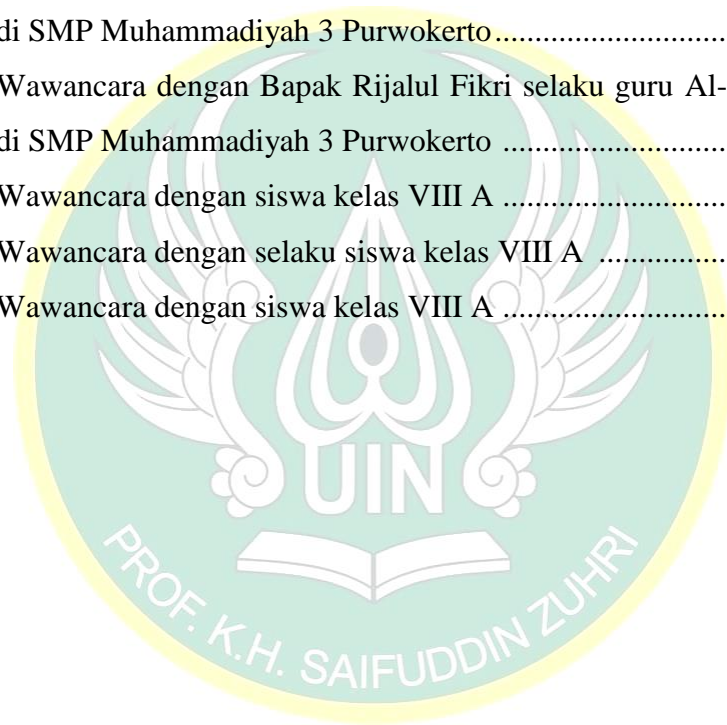 di SMP Muhammadiyah 3 Purwokerto............................
Wawancara dengan Bapak Rijalul Fikri selaku guru Al-
di SMP Muhammadiyah 3 Purwokerto ...........................
Wawancara dengan siswa kelas VIII A ...........................
Wawancara dengan selaku siswa kelas VIII A ................
Wawancara dengan siswa kelas VIII A ...........................
UIN
PROF. K.H. SAIFUDDIN ZUHRI